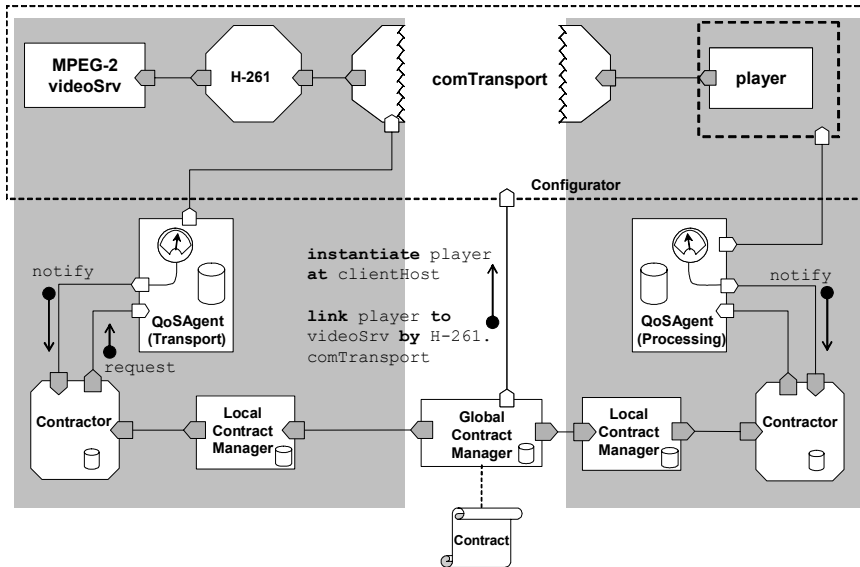 MPEG-2
videoSrv
H-261
comTransport
player
Configurator
notify
QoSAgent
(Transport)
request
instantiate player
at clientHost
link player to
videoSrv by H-261.
comTransport
QoSAgent
(Processing)
notify
Contractor
Local
Contract
Manager
Global
Contract
Manager
Local
Contract
Manager
Contractor
Contract